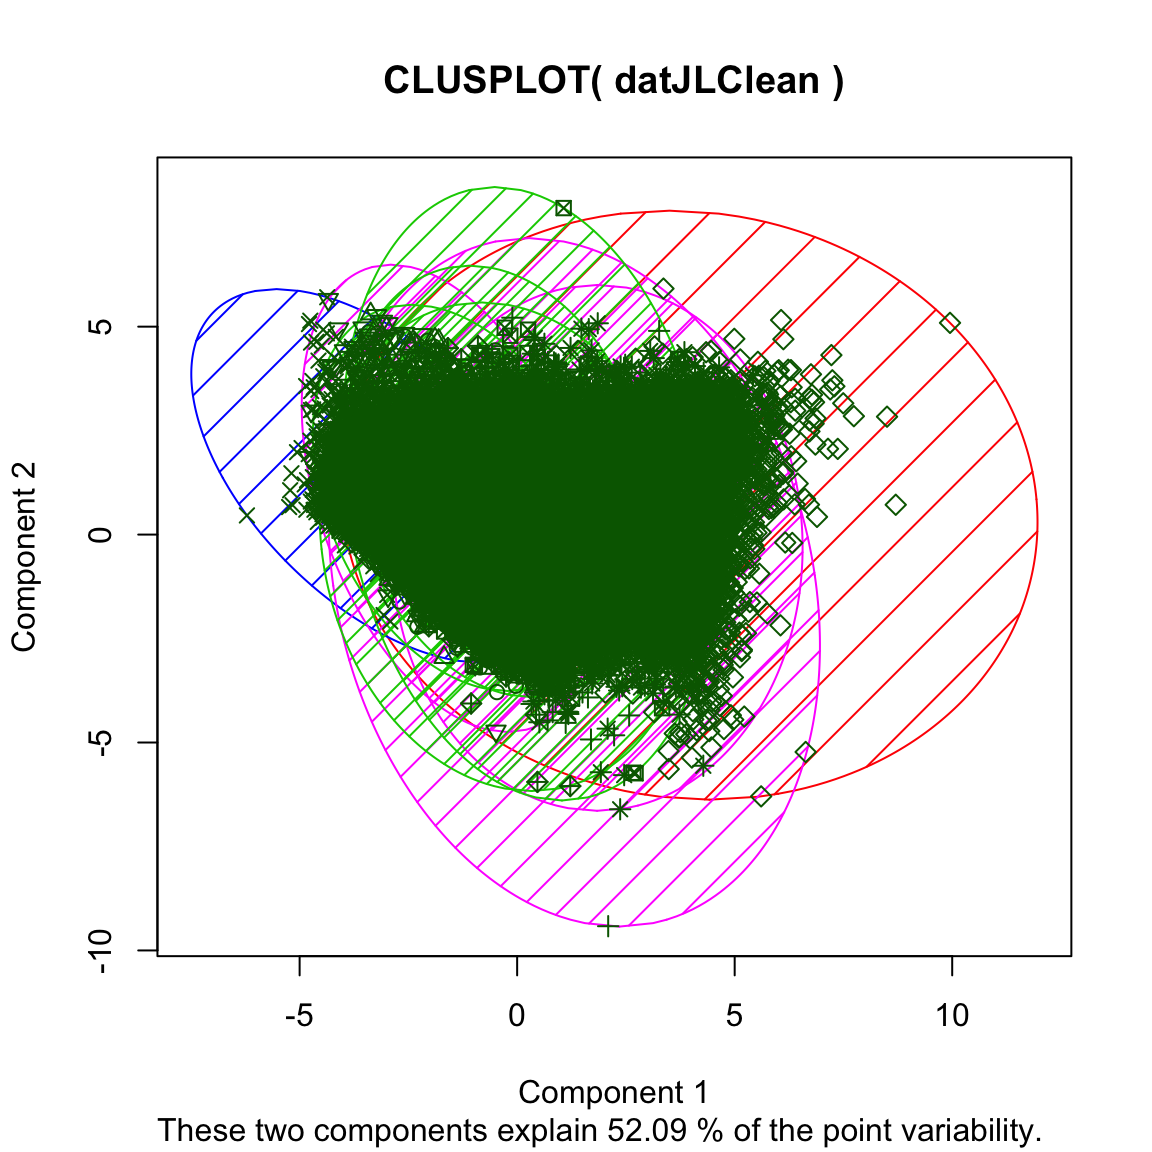 CLUSPLOT( datJLClean )
Component 2
5
0
-5
-10
-5
0
5
10
Component 1
These two components explain 52.09 % of the point variability.